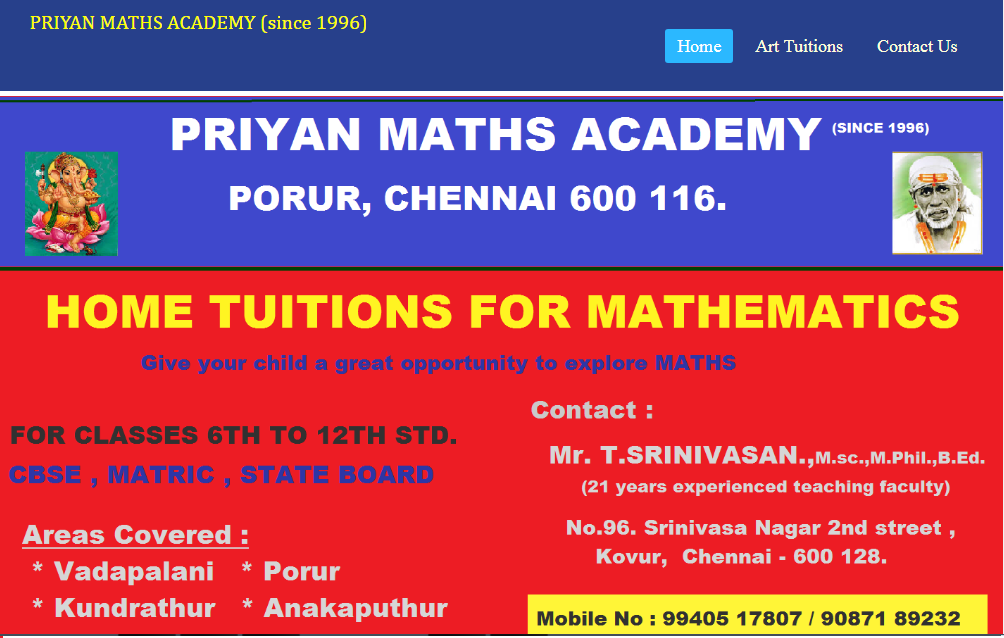 PRIYAN MATHS ACADEMY (since 1996)
Home Art Tuitions Contact Us
PRIYAN MATHS ACADEMY (SINCE 1996)
PORUR, CHENNAI 600 116.
HOME TUITIONS FOR MATHEMATICS
Give your child a great opportunity to explore MATHS
FOR CLASSES 6TH TO 12TH STD.
CBSE , MATRIC , STATE BOARD
Areas Covered :
* Vadapalani * Porur
* Kundrathur * Anakaputhur
Contact :
Mr. T.SRINIVASAN.,M.sc.,M.Phil.,B.Ed.
(21 years experienced teaching faculty)
No.96. Srinivasa Nagar 2nd street ,
Kovur, Chennai - 600 128.
Mobile No : 99405 17807 / 90871 89232